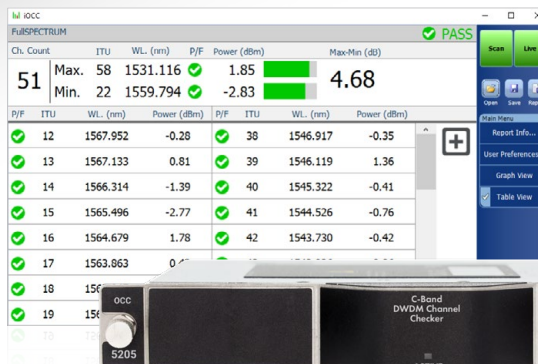 iocc
FullSPECTRUM
PASS
Ch. Count ITU WL. (nm) P/F Power (dBm) Max-Min (dB)
51 Max. 58 1531.116 1.85 4.68
Min. 22 1559.794 -2.83
P/F ITU WL. (nm) Power (dBm) P/F ITU WL. (nm) Power (dBm)
12 1567.952 -0.28 38 1546.917 -0.35
13 1567.133 0.81 39 1546.119 1.36
14 1566.314 -1.39 40 1545.322 -0.41
15 1565.496 -2.77 41 1544.526 -0.76
16 1564.679 1.78 42 1543.730 -0.42
17 1563.863
18
19
Scan Live
Open Save
Main Menu
Report Info...
User Preferences
Graph View
Table View
OCC
5205
C-Band
DWDM Channel
Checker